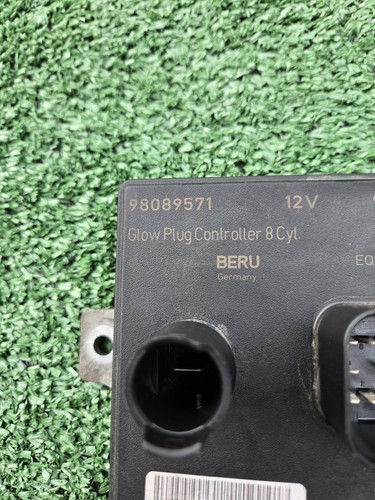 98089571 12V
Glow Plug Controller 8 Cyl.
BERU EQ
Germany